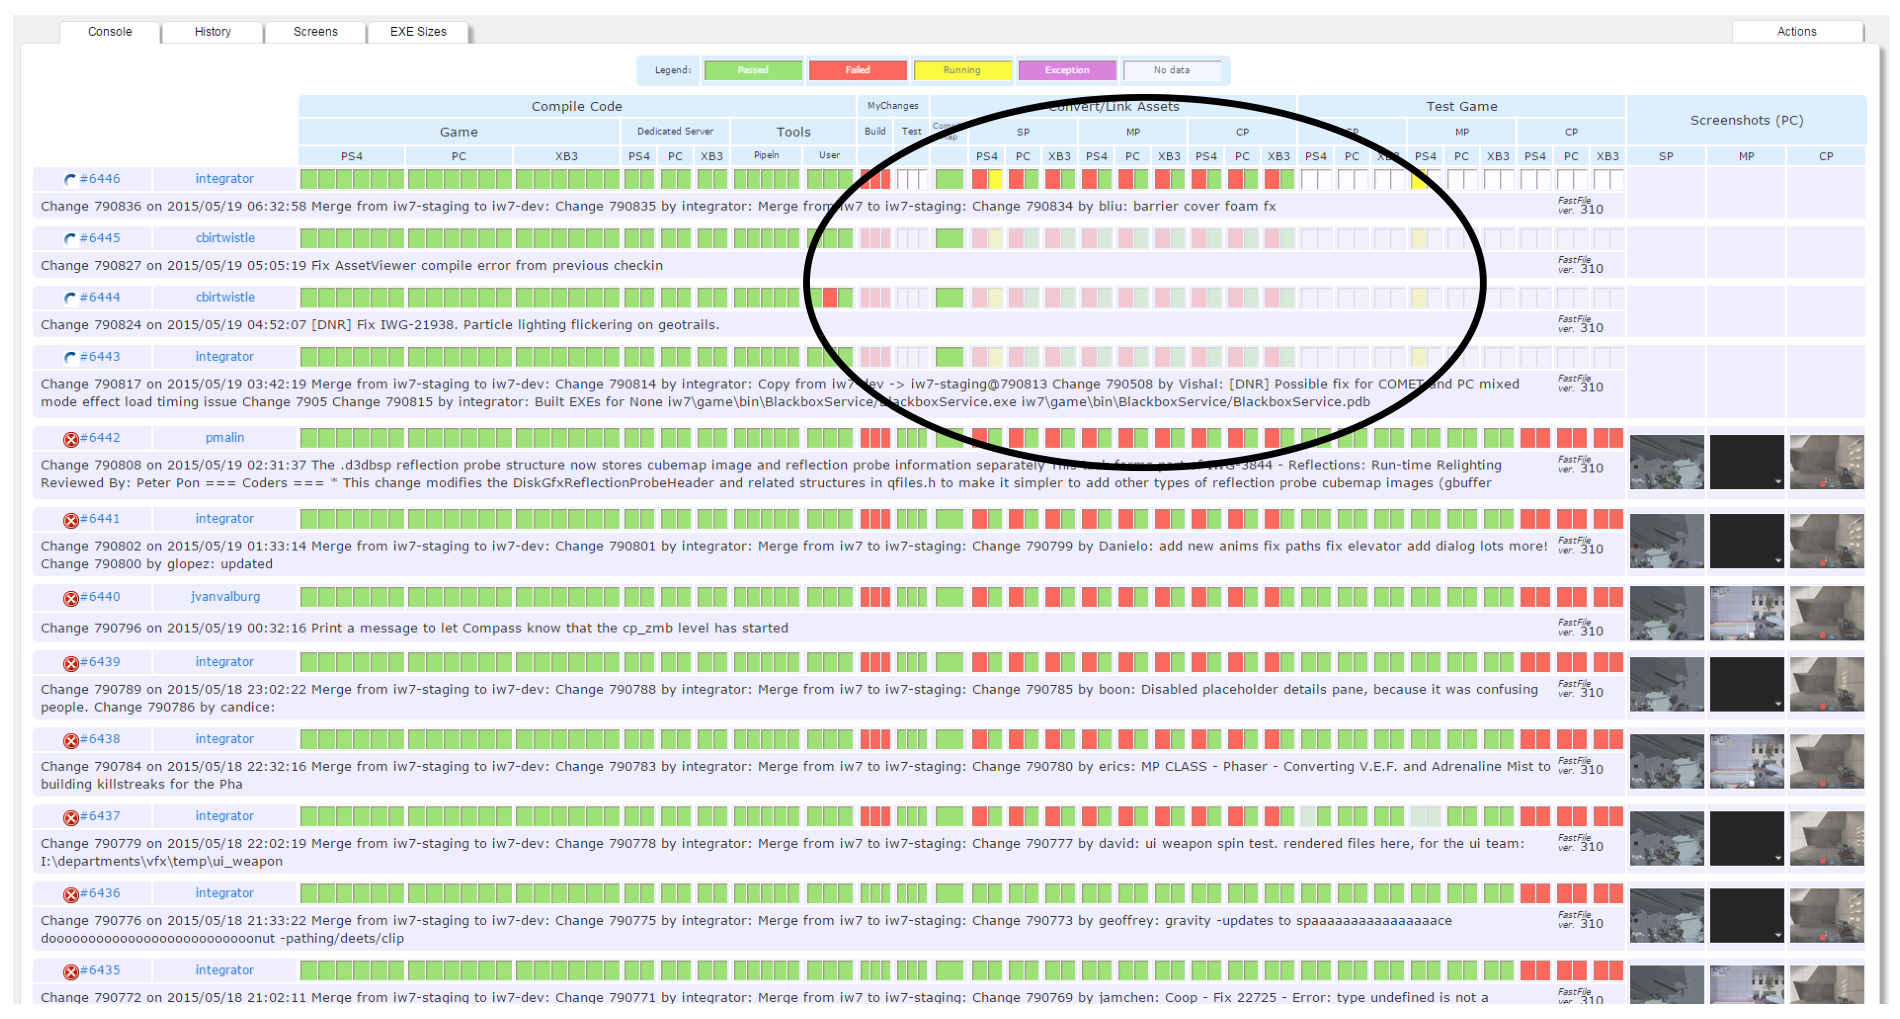 Console History Screens EXE Sizes Actions
Legend: Passed Failed Running Exception No data
Compile Code MyChanges Convert/Link Assets Test Game Screenshots (PC)
Game Dedicated Server Tools Build Test SP MP CP SP MP CP
PS4 PC XB3 PS4 PC XB3 Pipeln User PS4 PC XB3 PS4 PC XB3 PS4 PC XB3 PS4 PC XB3 PS4 PC XB3 PS4 PC XB3 SP MP CP
#6446 integrator
Change 790836 on 2015/05/19 06:32:58 Merge from iw7-staging to iw7-dev: Change 790835 by integrator: Merge from iw7 to iw7-staging: Change 790834 by bliu: barrier cover foam fx FastFile ver. 310
#6445 cbirtwistle
Change 790827 on 2015/05/19 05:05:19 Fix AssetViewer compile error from previous checkin FastFile ver. 310
#6444 cbirtwistle
Change 790824 on 2015/05/19 04:52:07 [DNR] Fix IWG-21938. Particle lighting flickering on geotrails. FastFile ver. 310
#6443 integrator
Change 790817 on 2015/05/19 03:42:19 Merge from iw7-staging to iw7-dev: Change 790814 by integrator: Copy from iw7-dev -> iw7-staging@790813 Change 790508 by Vishal: [DNR] Possible fix for COMET and PC mixed FastFile ver. 310
mode effect load timing issue Change 7905 Change 790815 by integrator: Built EXEs for None iw7\game\bin\BlackboxService/BlackboxService.exe iw7\game\bin\BlackboxService/BlackboxService.pdb
#6442 pmalin
Change 790808 on 2015/05/19 02:31:37 The .d3dbsp reflection probe structure now stores cubemap image and reflection probe information separately This task forms part of IWG-3844 - Reflections: Run-time Relighting FastFile ver. 310
Reviewed By: Peter Pon === Coders === * This change modifies the DiskGfxReflectionProbeHeader and related structures in qfiles.h to make it simpler to add other types of reflection probe cubemap images (gbuffer
#6441 integrator
Change 790802 on 2015/05/19 01:33:14 Merge from iw7-staging to iw7-dev: Change 790801 by integrator: Merge from iw7 to iw7-staging: Change 790799 by Danielo: add new anims fix paths fix elevator add dialog lots more! FastFile ver. 310
Change 790800 by glopez: updated
#6440 jvanvalburg
Change 790796 on 2015/05/19 00:32:16 Print a message to let Compass know that the cp_zmb level has started FastFile ver. 310
#6439 integrator
Change 790789 on 2015/05/18 23:02:22 Merge from iw7-staging to iw7-dev: Change 790788 by integrator: Merge from iw7 to iw7-staging: Change 790785 by boon: Disabled placeholder details pane, because it was confusing FastFile ver. 310
people. Change 790786 by candice:
#6438 integrator
Change 790784 on 2015/05/18 22:32:16 Merge from iw7-staging to iw7-dev: Change 790783 by integrator: Merge from iw7 to iw7-staging: Change 790780 by erics: MP CLASS - Phaser - Converting V.E.F. and Adrenaline Mist to FastFile ver. 310
building killstreaks for the Pha
#6437 integrator
Change 790779 on 2015/05/18 22:02:19 Merge from iw7-staging to iw7-dev: Change 790778 by integrator: Merge from iw7 to iw7-staging: Change 790777 by david: ui weapon spin test. rendered files here, for the ui team: FastFile ver. 310
I:\departments\vfx\temp\ui_weapon
#6436 integrator
Change 790776 on 2015/05/18 21:33:22 Merge from iw7-staging to iw7-dev: Change 790775 by integrator: Merge from iw7 to iw7-staging: Change 790773 by geoffrey: gravity -updates to spaaaaaaaaaaaaaaaace FastFile ver. 310
dooooooooooooooooooooooooonut -pathing/deets/clip
#6435 integrator
Change 790772 on 2015/05/18 21:02:11 Merge from iw7-staging to iw7-dev: Change 790771 by integrator: Merge from iw7 to iw7-staging: Change 790769 by jamchen: Coop - Fix 22725 - Error: type undefined is not a FastFile ver. 310